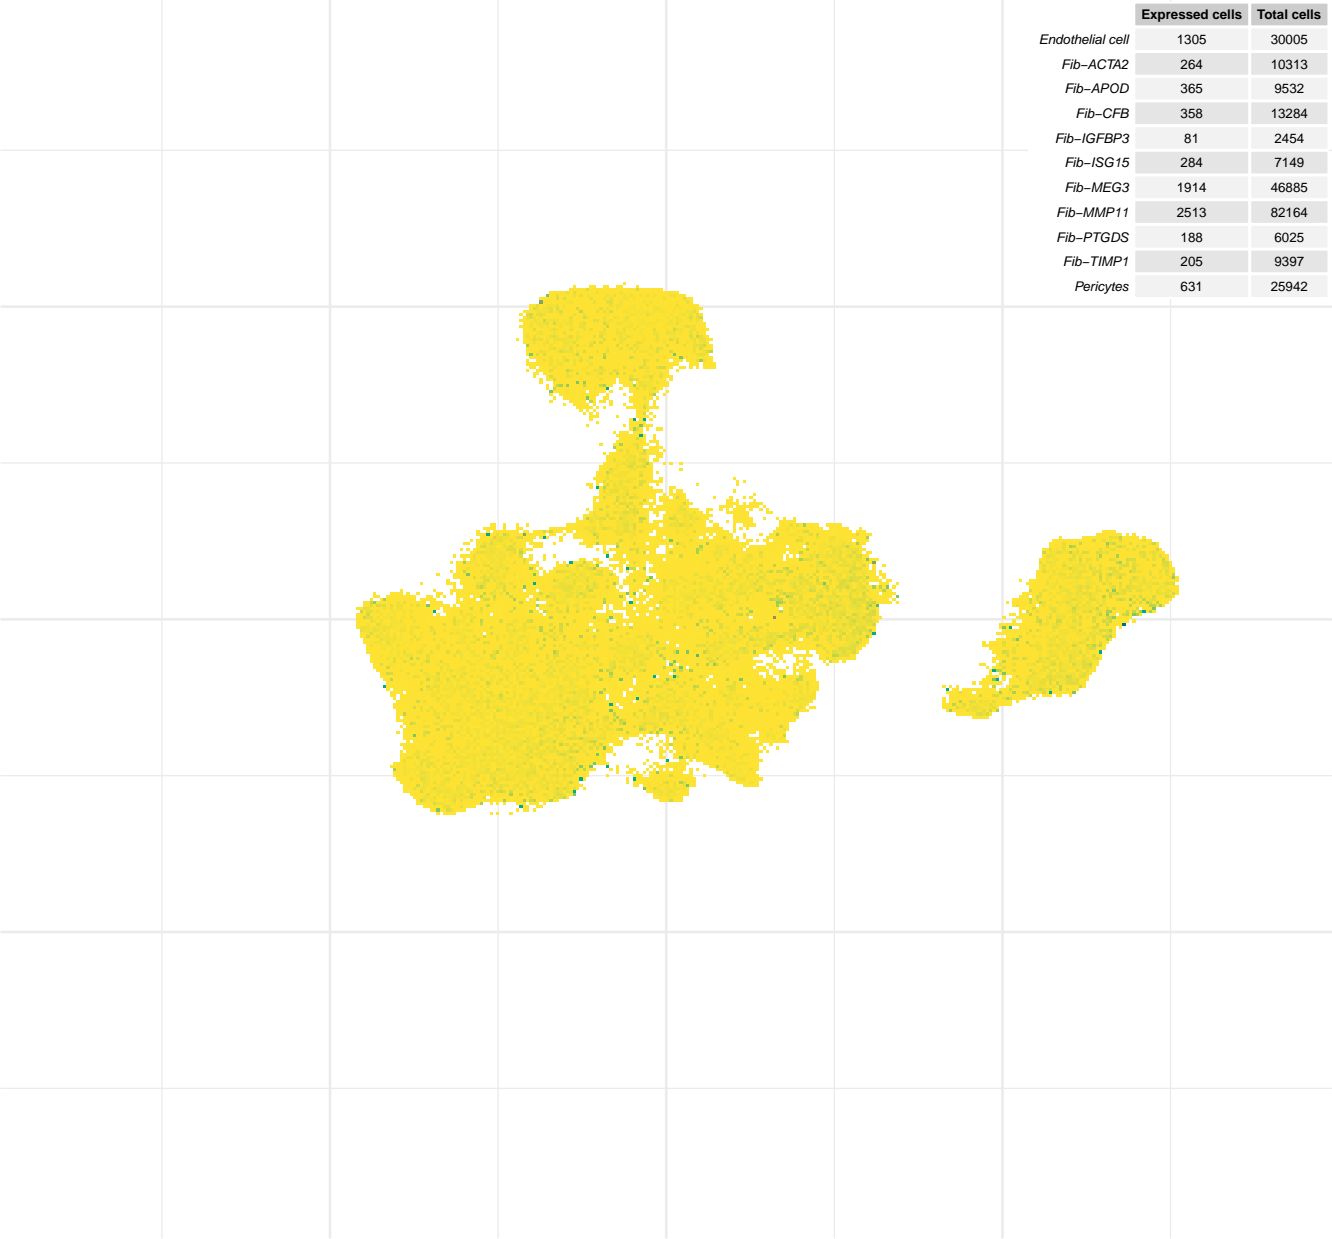 Expressed cells Total cells
Endothelial cell 1305 30005
Fib−ACTA2 264 10313
Fib−APOD 365 9532
Fib−CFB 358 13284
Fib−IGFBP3 81 2454
Fib−ISG15 284 7149
Fib−MEG3 1914 46885
Fib−MMP11 2513 82164
Fib−PTGDS 188 6025
Fib−TIMP1 205 9397
Pericytes 631 25942